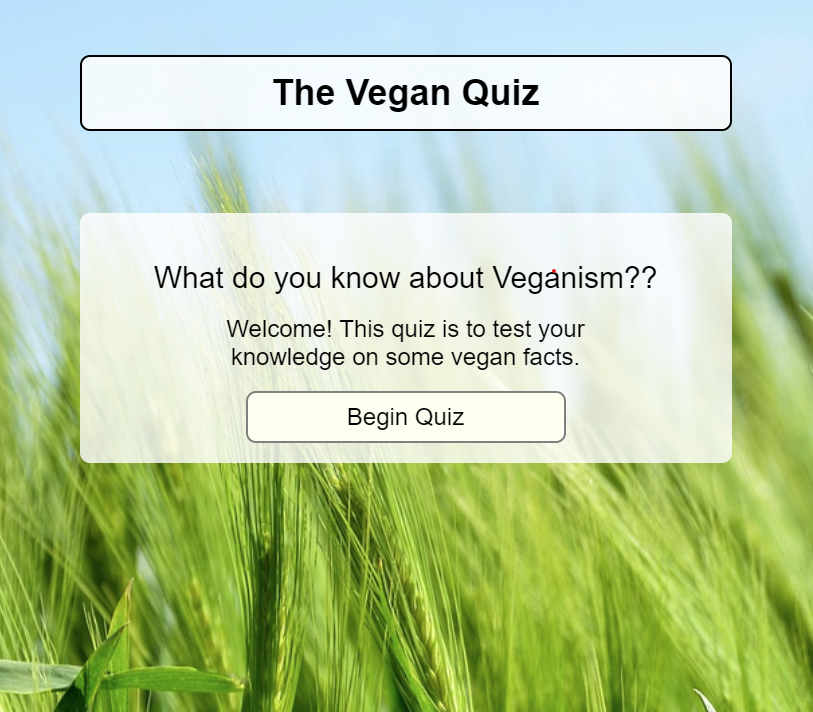 The Vegan Quiz
What do you know about Veganism??
Welcome! This quiz is to test your
knowledge on some vegan facts.
Begin Quiz